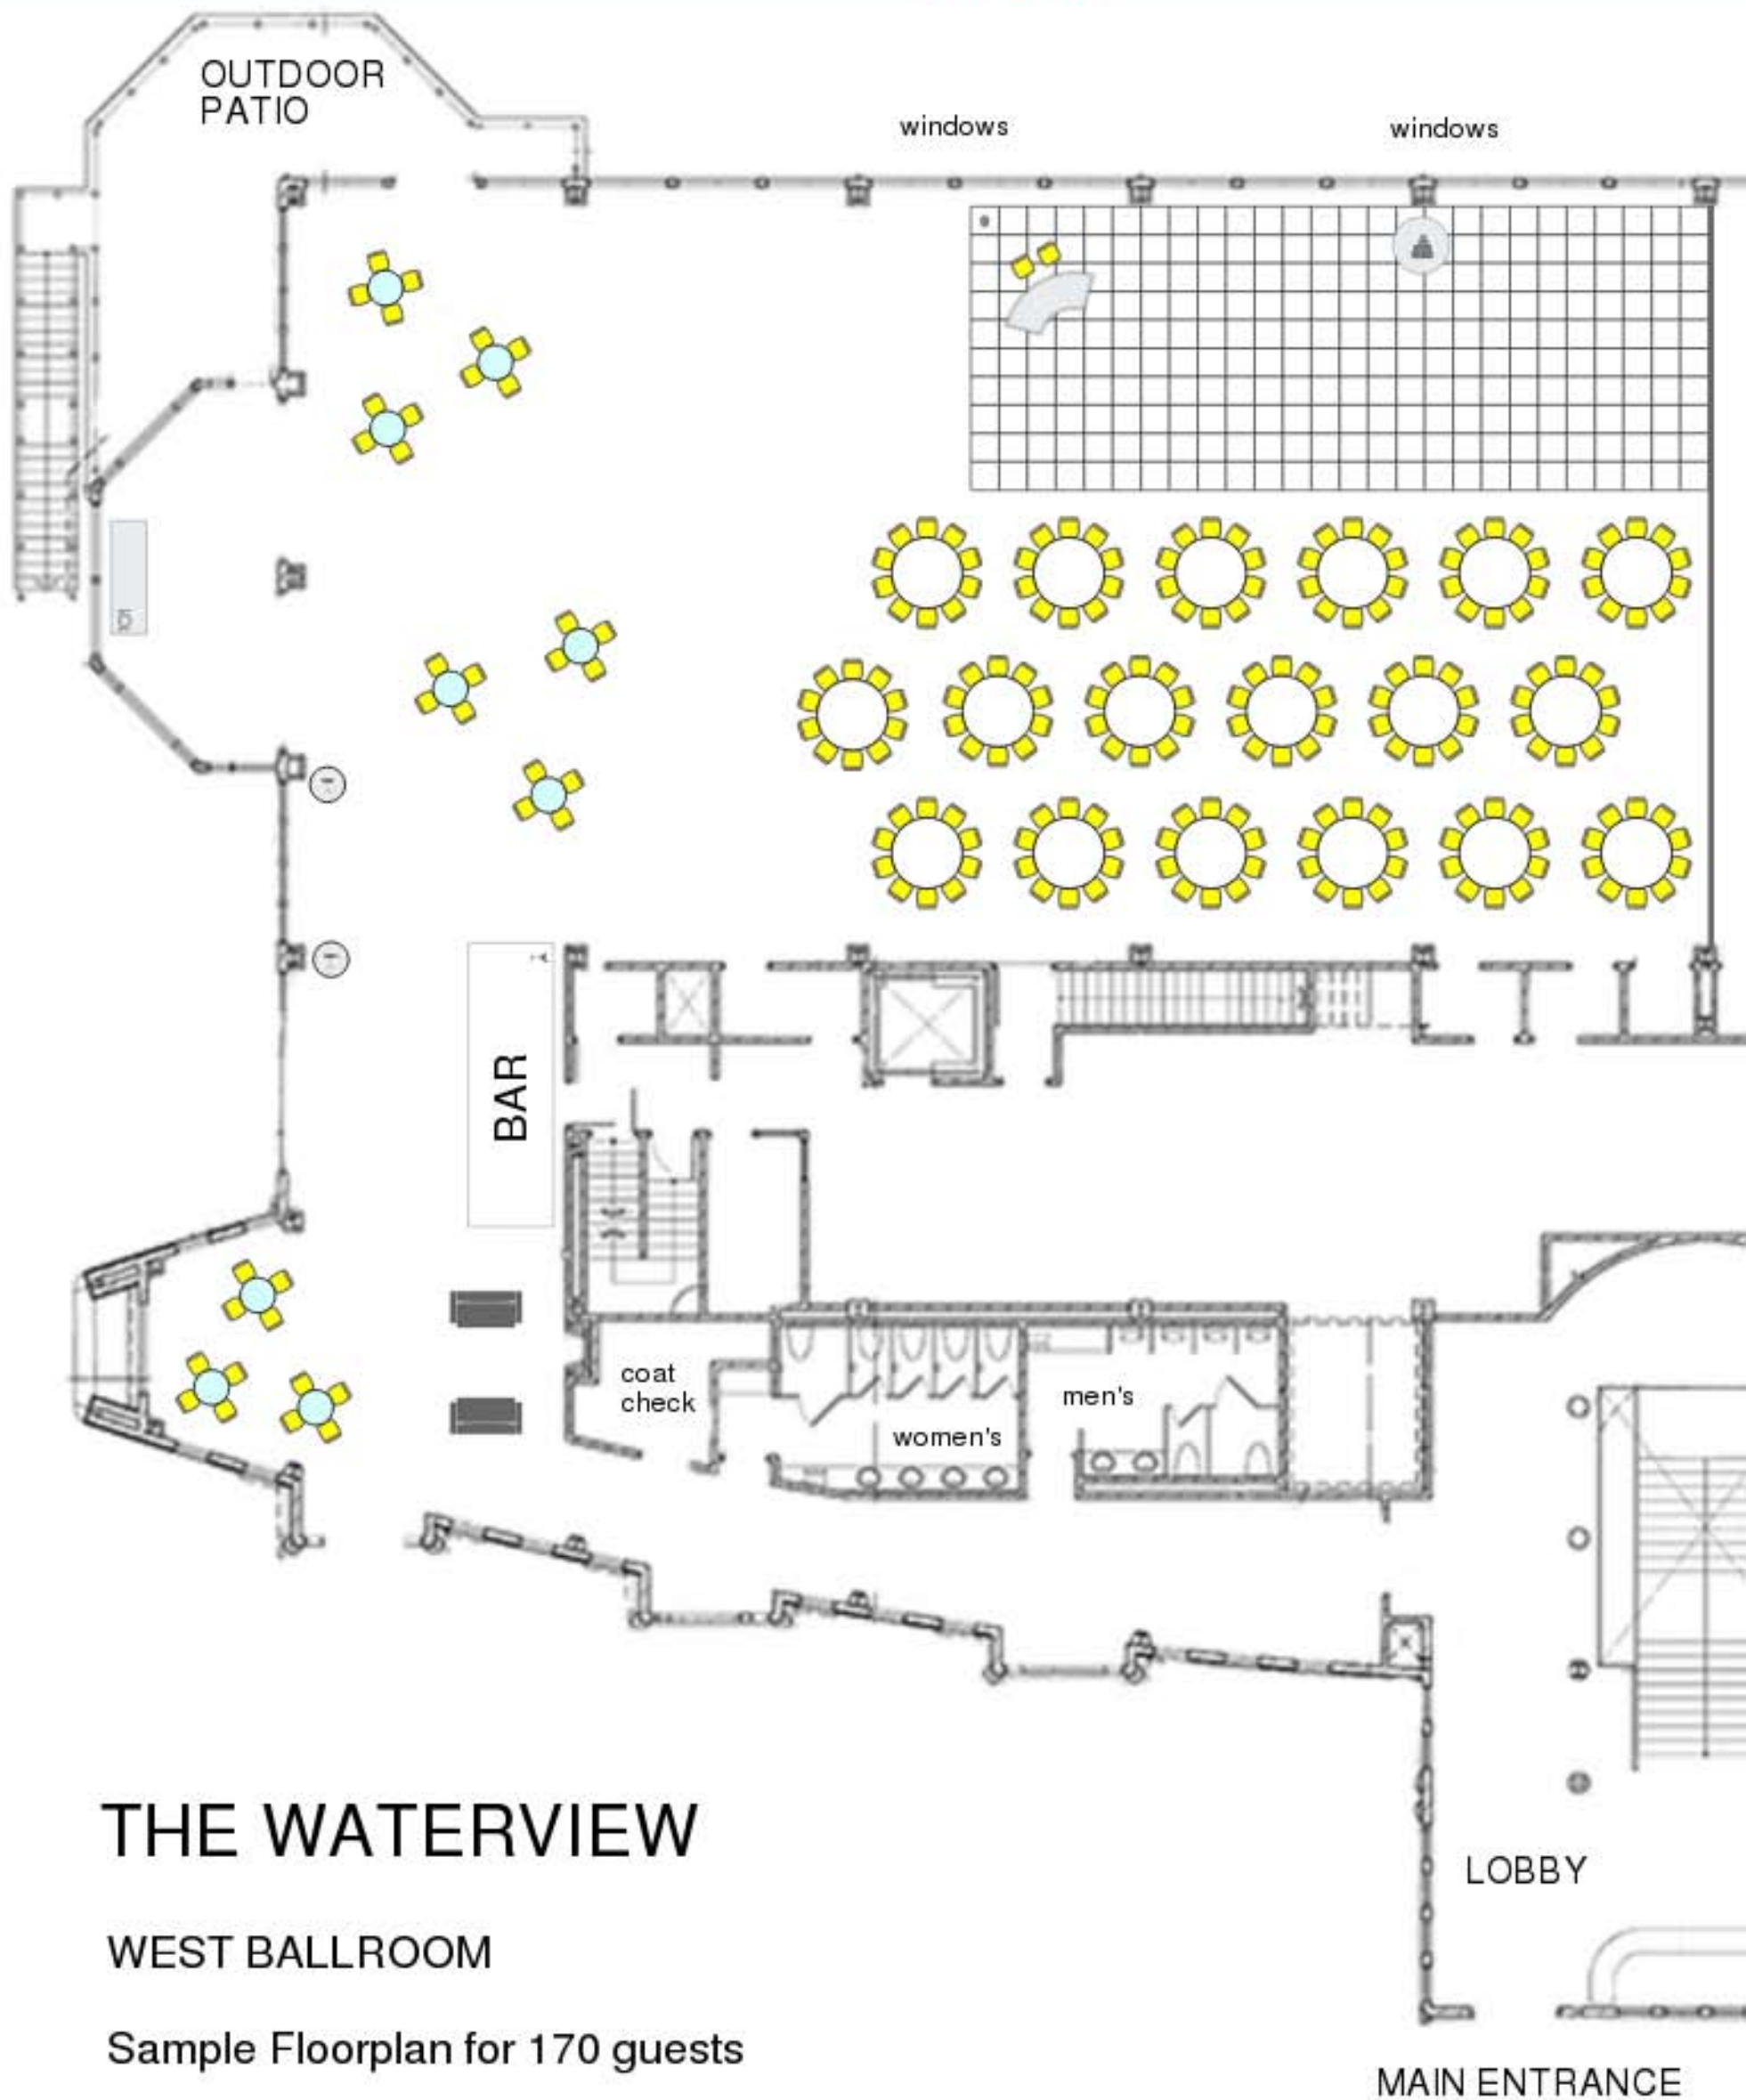 OUTDOOR
PATIO
windows
windows
BAR
coat
check
women's
men's
THE WATERVIEW
LOBBY
WEST BALLROOM
Sample Floorplan for 170 guests
MAIN ENTRANCE